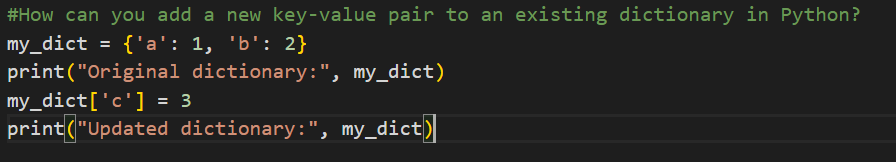 #How can you add a new key-value pair to an existing dictionary in Python?
my_dict = {'a': 1, 'b': 2}
print("Original dictionary:", my_dict)
my_dict['c'] = 3
print("Updated dictionary:", my_dict)